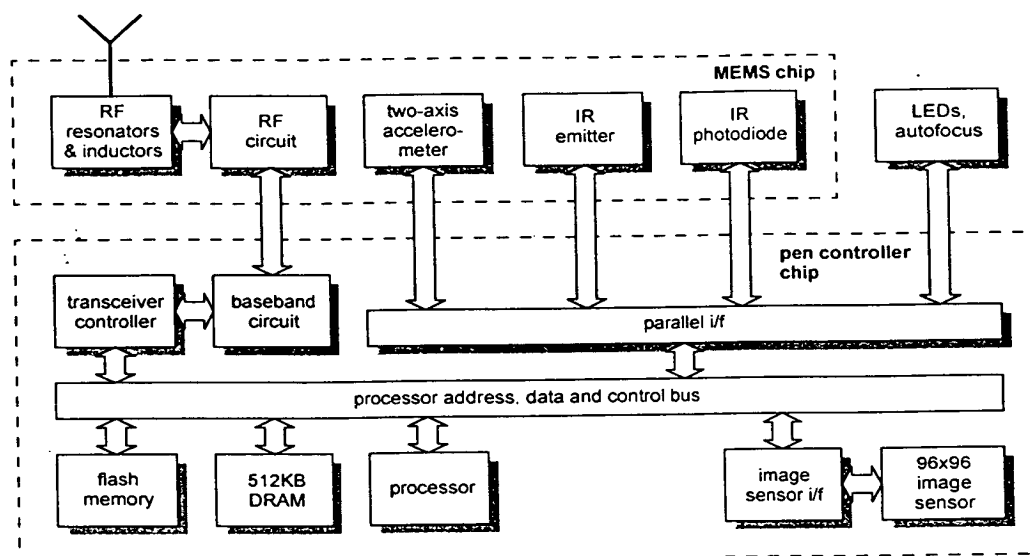 MEMS chip
RF
resonators
& inductors
RF
circuit
two-axis
accelero-
meter
IR
emitter
IR
photodiode
LEDs,
autofocus
pen controller
chip
transceiver
controller
baseband
circuit
parallel i/f
processor address, data and control bus
flash
memory
512KB
DRAM
processor
image
sensor i/f
96x96
image
sensor